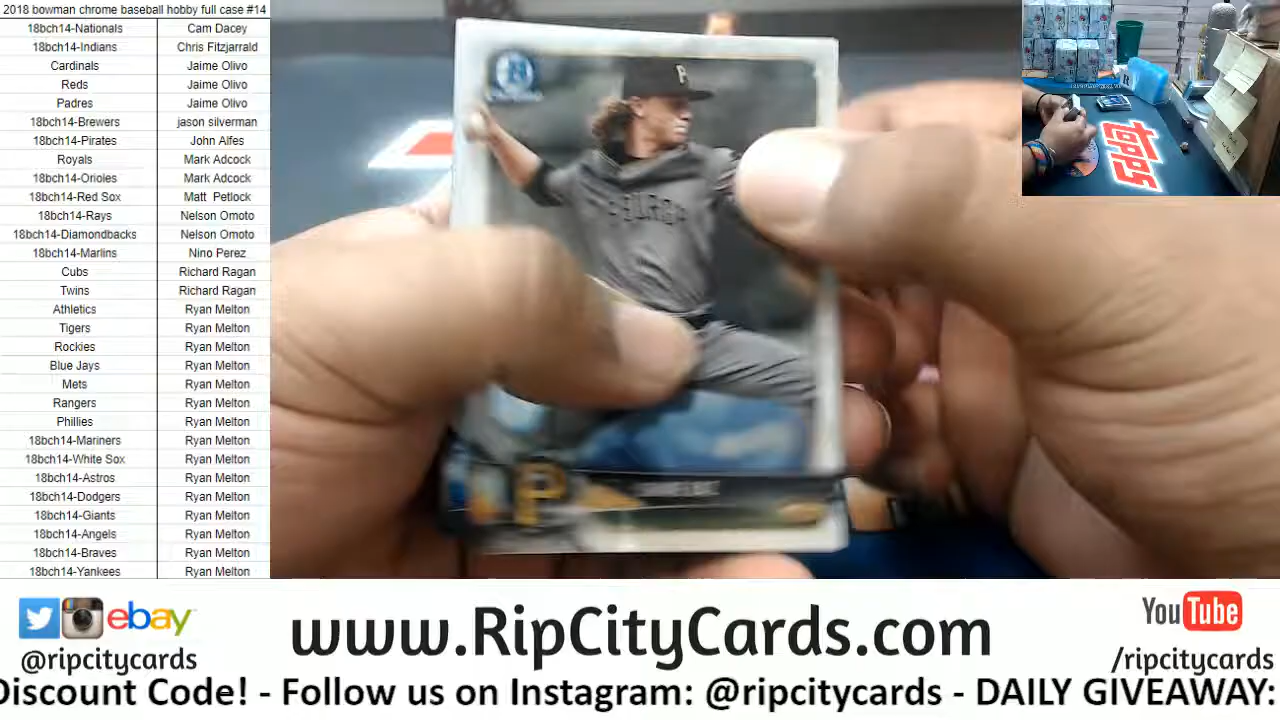 2018 bowman chrome baseball hobby full case #14
18bch14-Nationals Cam Dacey
18bch14-Indians Chris Fitzjarrald
Cardinals Jaime Olivo
Reds Jaime Olivo
Padres Jaime Olivo
18bch14-Brewers jason silverman
18bch14-Pirates John Alfes
Royals Mark Adcock
18bch14-Orioles Mark Adcock
18bch14-Red Sox Matt Petlock
18bch14-Rays Nelson Omoto
18bch14-Diamondbacks Nelson Omoto
18bch14-Marlins Nino Perez
Cubs Richard Ragan
Twins Richard Ragan
Athletics Ryan Melton
Tigers Ryan Melton
Rockies Ryan Melton
Blue Jays Ryan Melton
Mets Ryan Melton
Rangers Ryan Melton
Phillies Ryan Melton
18bch14-Mariners Ryan Melton
18bch14-White Sox Ryan Melton
18bch14-Astros Ryan Melton
18bch14-Dodgers Ryan Melton
18bch14-Giants Ryan Melton
18bch14-Angels Ryan Melton
18bch14-Braves Ryan Melton
18bch14-Yankees Ryan Melton
P
P
topps
ebay
@ripcitycards
www.RipCityCards.com
YouTube
/ripcitycards
Discount Code! - Follow us on Instagram: @ripcitycards - DAILY GIVEAWAY: